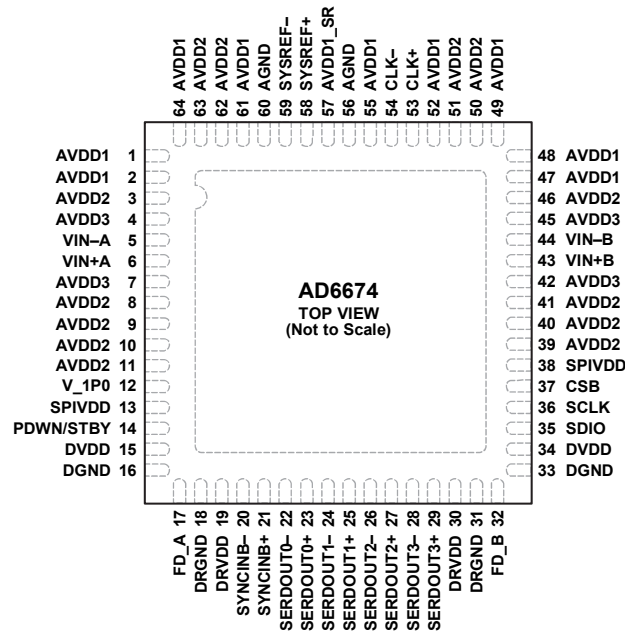 64 AVDD1
63 AVDD2
62 AVDD2
61 AVDD1
60 AGND
59 SYSREF–
58 SYSREF+
57 AVDD1_SR
56 AGND
55 AVDD1
54 CLK–
53 CLK+
52 AVDD1
51 AVDD2
50 AVDD2
49 AVDD1
AVDD1 1
AVDD1 2
AVDD2 3
AVDD3 4
VIN–A 5
VIN+A 6
AVDD3 7
AVDD2 8
AVDD2 9
AVDD2 10
AVDD2 11
V_1P0 12
SPIVDD 13
PDWN/STBY 14
DVDD 15
DGND 16
AD6674
TOP VIEW
(Not to Scale)
48 AVDD1
47 AVDD1
46 AVDD2
45 AVDD3
44 VIN–B
43 VIN+B
42 AVDD3
41 AVDD2
40 AVDD2
39 AVDD2
38 SPIVDD
37 CSB
36 SCLK
35 SDIO
34 DVDD
33 DGND
FD_A 17
DRGND 18
DRVDD 19
SYNCINB– 20
SYNCINB+ 21
SERDOUT0– 22
SERDOUT0+ 23
SERDOUT1– 24
SERDOUT1+ 25
SERDOUT2– 26
SERDOUT2+ 27
SERDOUT3– 28
SERDOUT3+ 29
DRVDD 30
DRGND 31
FD_B 32